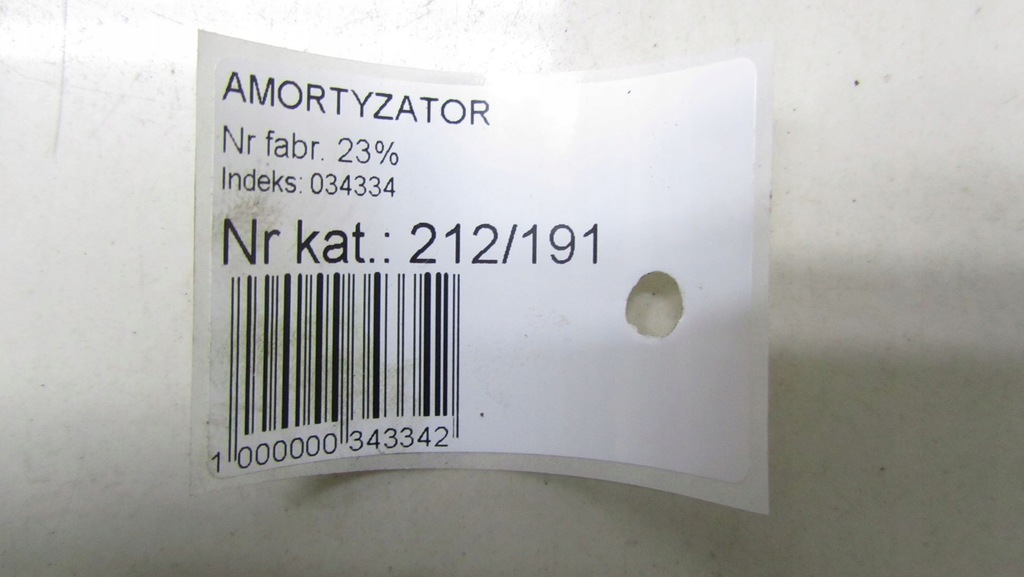 AMORTYZATOR
Nr fabr. 23%
Indeks: 034334
Nr kat.: 212/191
1 000000 343342